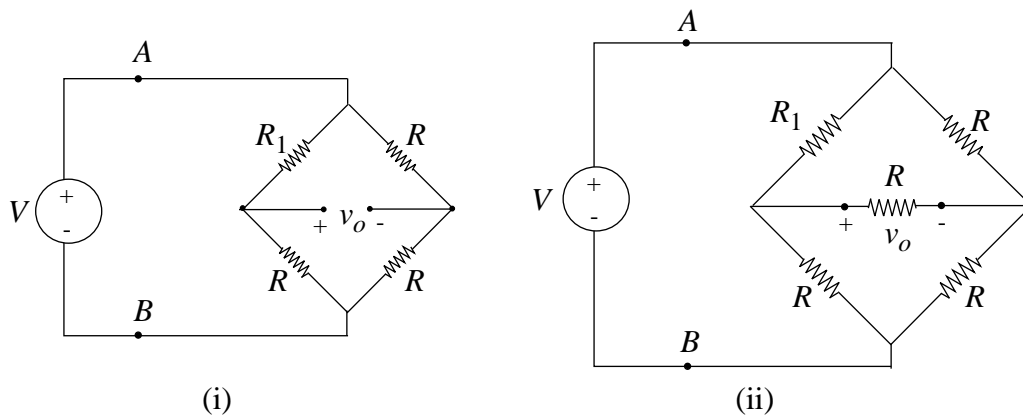 A
R1
R
V
+
-
+
vo
-
R
R
B
(i)
A
R1
R
R
V
+
-
+
vo
-
R
R
B
(ii)